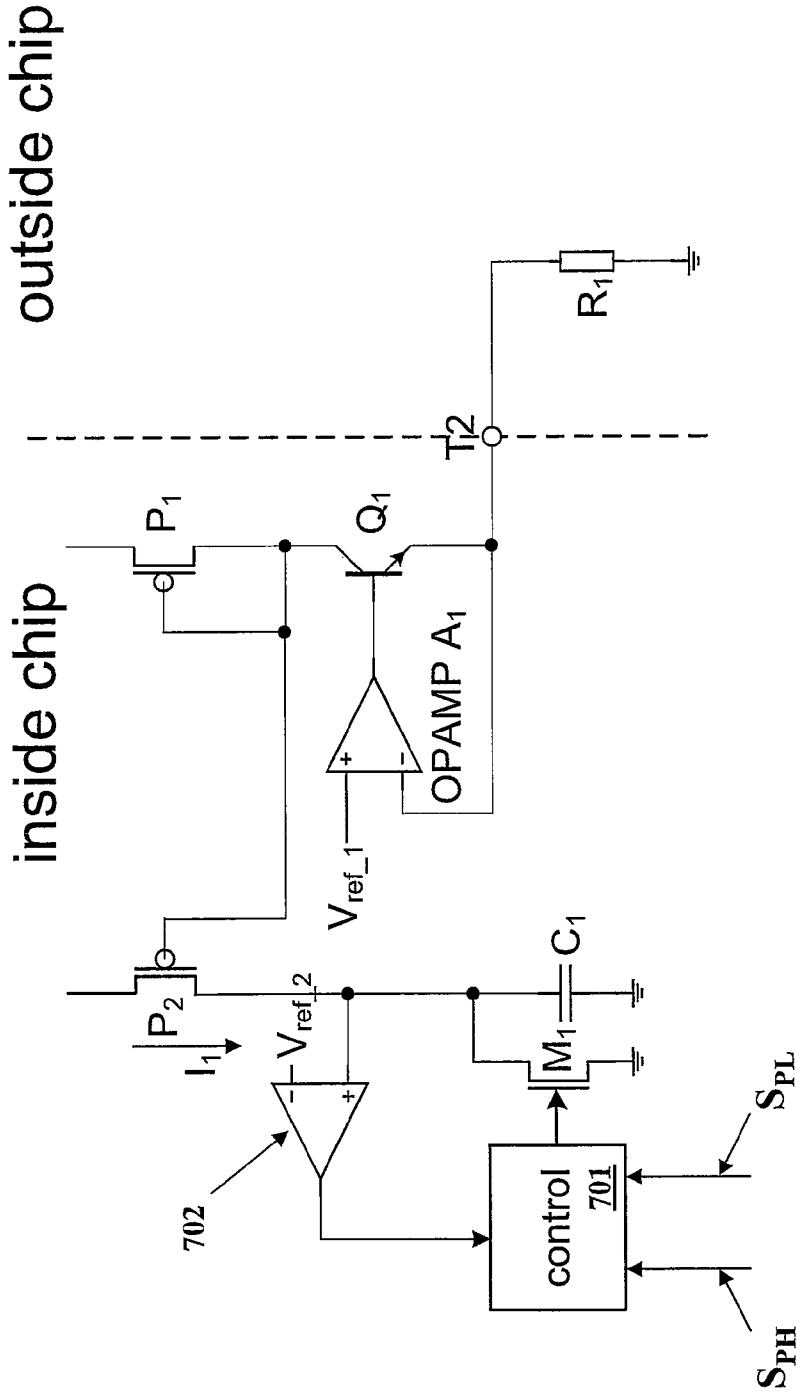 inside chip
outside chip
P₂
I₁
P₁
702
Vref_2
−
+
Vref_1
+
−
OPAMP A₁
Q₁
T2
control
701
M₁
C₁
R₁
SPH
SPL